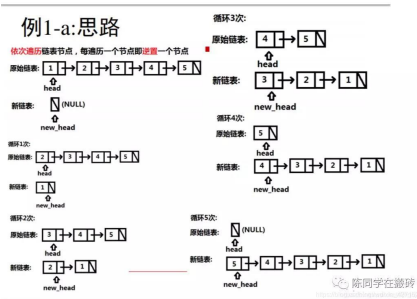 例1-a:思路
依次遍历链表节点，每遍历一个节点即逆置一个节点
原始链表: 1 2 3 4 5
head
新链表: (NULL)
new_head
循环1次:
原始链表: 2 3 4 5
head
新链表: 1
new_head
循环2次:
原始链表: 3 4 5
head
新链表: 2 1
new_head
循环3次:
原始链表: 4 5
head
新链表: 3 2 1
new_head
循环4次:
原始链表: 5
head
新链表: 4 3 2 1
new_head
循环5次:
原始链表: (NULL)
head
新链表: 5 4 3 2 1
new_head
陈同学在搬砖